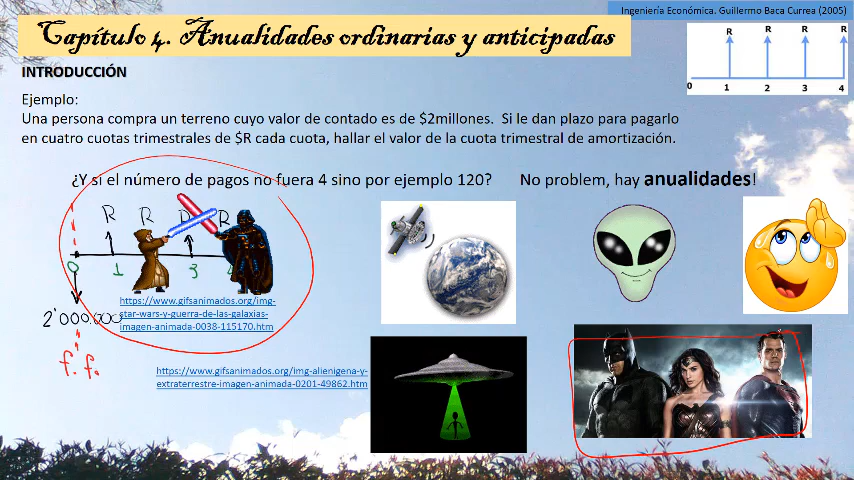 Ingeniería Económica. Guillermo Baca Currea (2005)
Capítulo 4. Anualidades ordinarias y anticipadas
INTRODUCCIÓN
R R R R
0 1 2 3 4
Ejemplo:
Una persona compra un terreno cuyo valor de contado es de $2millones. Si le dan plazo para pagarlo
en cuatro cuotas trimestrales de $R cada cuota, hallar el valor de la cuota trimestral de amortización.
¿Y si el número de pagos no fuera 4 sino por ejemplo 120? No problem, hay anualidades!
R R R R
0 1 3
2'000.000
f. f.
https://www.gifsanimados.org/img-
star-wars-y-guerra-de-las-galaxias-
imagen-animada-0038-115170.htm
https://www.gifsanimados.org/img-alienigena-y-
extraterrestre-imagen-animada-0201-49862.htm